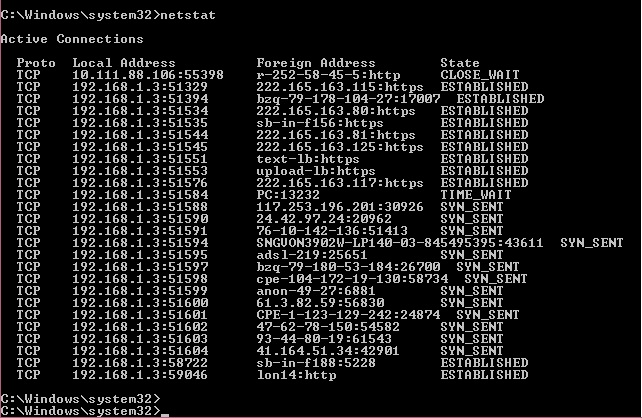 C:\Windows\system32>netstat
Active Connections
Proto Local Address Foreign Address State
TCP 10.111.88.106:55398 r-252-58-45-5:http CLOSE_WAIT
TCP 192.168.1.3:51329 222.165.163.115:https ESTABLISHED
TCP 192.168.1.3:51394 bzq-79-178-104-27:17007 ESTABLISHED
TCP 192.168.1.3:51534 222.165.163.80:https ESTABLISHED
TCP 192.168.1.3:51535 sb-in-f156:https ESTABLISHED
TCP 192.168.1.3:51544 222.165.163.81:https ESTABLISHED
TCP 192.168.1.3:51545 222.165.163.125:https ESTABLISHED
TCP 192.168.1.3:51551 text-lb:https ESTABLISHED
TCP 192.168.1.3:51553 upload-lb:https ESTABLISHED
TCP 192.168.1.3:51576 222.165.163.117:https ESTABLISHED
TCP 192.168.1.3:51584 PC:13232 TIME_WAIT
TCP 192.168.1.3:51588 117.253.196.201:30926 SYN_SENT
TCP 192.168.1.3:51590 24.42.97.24:20962 SYN_SENT
TCP 192.168.1.3:51591 76-10-142-136:51413 SYN_SENT
TCP 192.168.1.3:51594 SNGVON3902W-LP140-03-845495395:43611 SYN_SENT
TCP 192.168.1.3:51595 adsl-219:25651 SYN_SENT
TCP 192.168.1.3:51597 bzq-79-180-53-184:26700 SYN_SENT
TCP 192.168.1.3:51598 cpe-104-172-19-130:58734 SYN_SENT
TCP 192.168.1.3:51599 anon-49-27:6881 SYN_SENT
TCP 192.168.1.3:51600 61.3.82.59:56830 SYN_SENT
TCP 192.168.1.3:51601 CPE-1-123-129-242:24874 SYN_SENT
TCP 192.168.1.3:51602 47-62-78-150:54582 SYN_SENT
TCP 192.168.1.3:51603 93-44-80-19:61543 SYN_SENT
TCP 192.168.1.3:51604 41.164.51.34:42901 SYN_SENT
TCP 192.168.1.3:58722 sb-in-f188:5228 ESTABLISHED
TCP 192.168.1.3:59046 lon14:http ESTABLISHED
C:\Windows\system32>
C:\Windows\system32>_